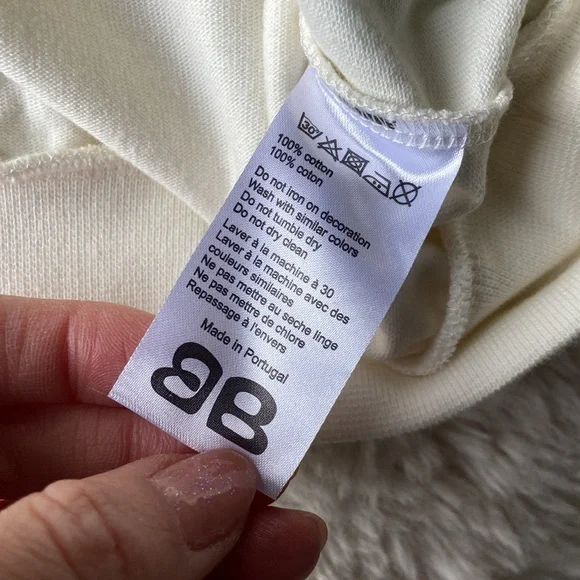 30
100% cotton
100% coton
Do not iron on decoration
Wash with similar colors
Do not tumble dry
Do not dry clean
Laver à la machine à 30
Laver à la machine avec des
couleurs similaires
Ne pas mettre au seche linge
Ne pas mettre de chlore
Repassage à l'envers
Made in Portugal
BB